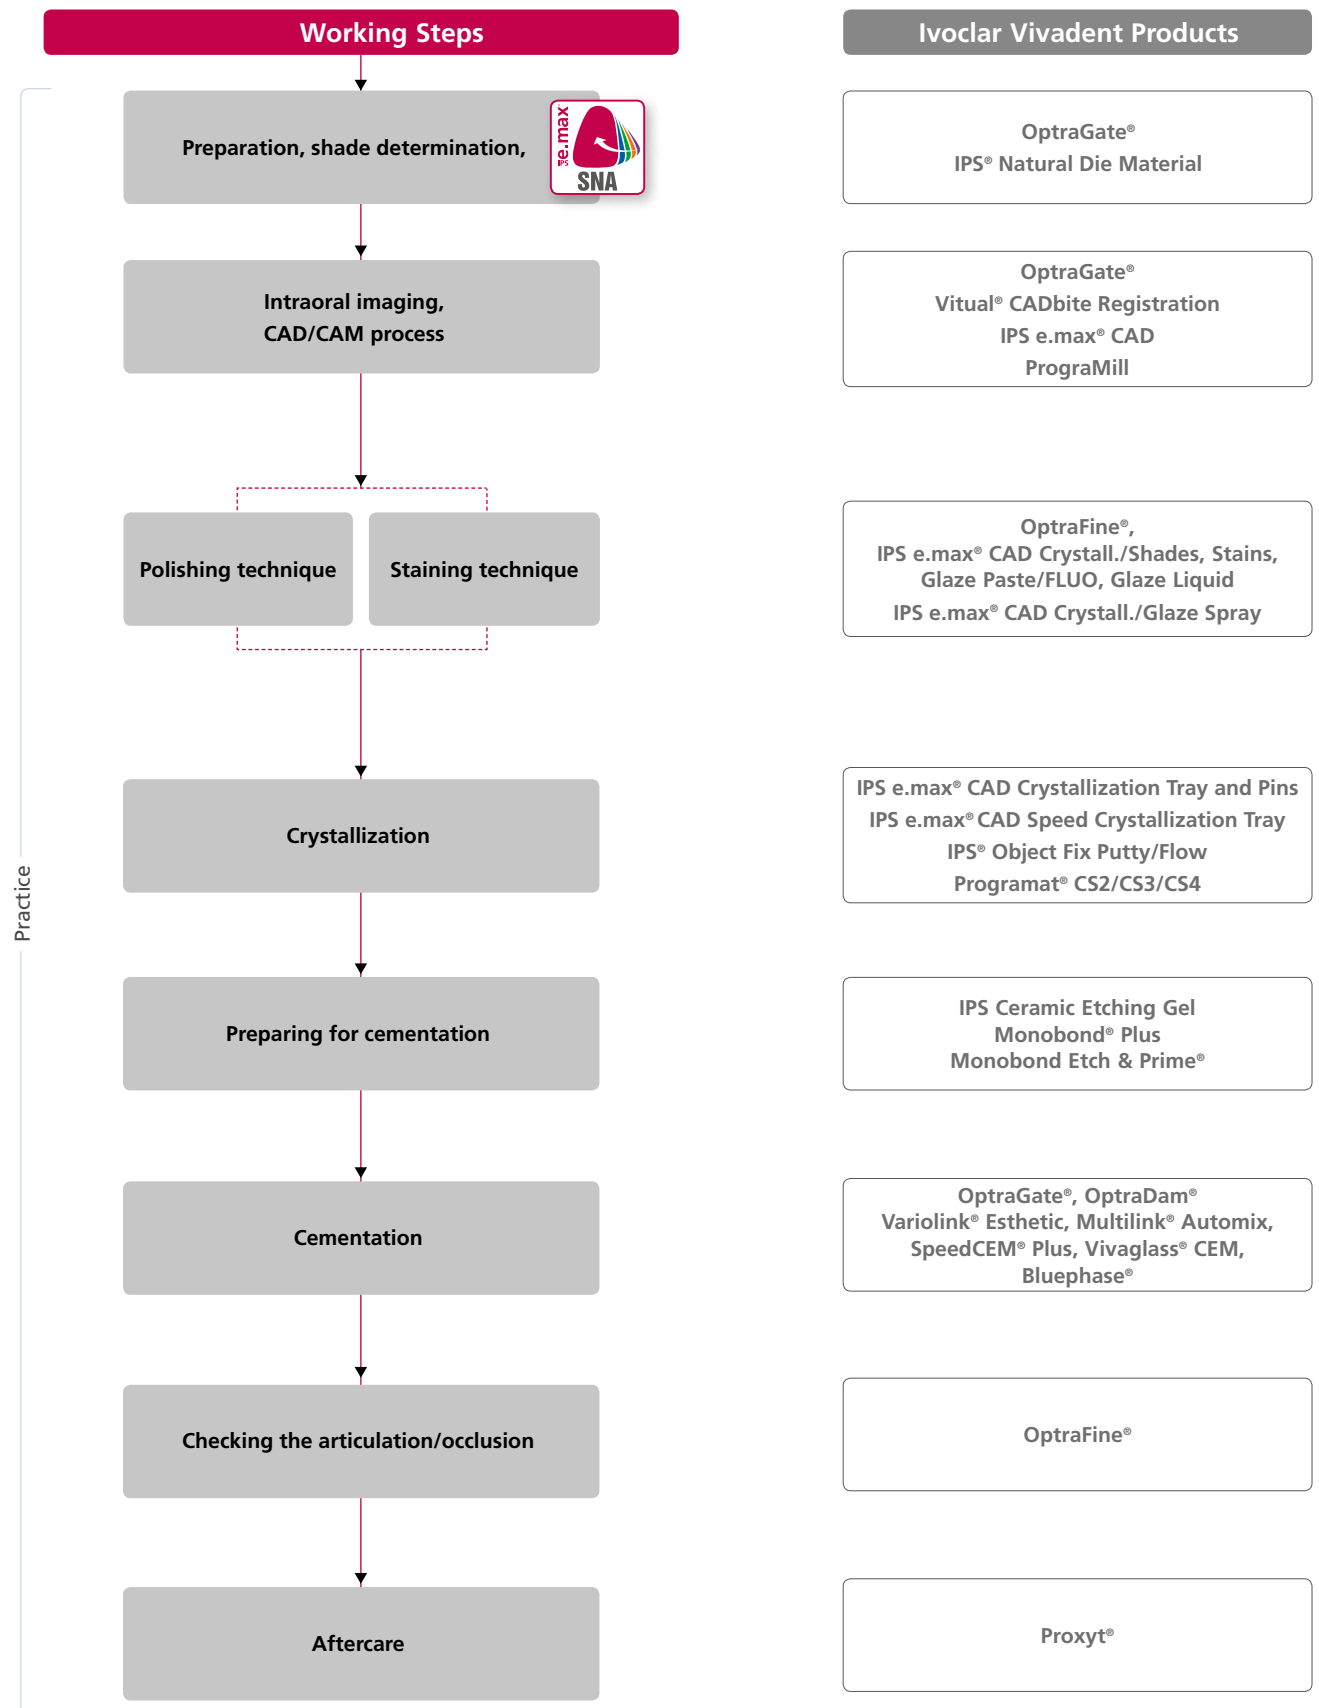 Working Steps
Ivoclar Vivadent Products
Practice
Preparation, shade determination,
IPS e.max
SNA
OptraGate®
IPS® Natural Die Material
Intraoral imaging,
CAD/CAM process
OptraGate®
Vitual® CADbite Registration
IPS e.max® CAD
PrograMill
Polishing technique
Staining technique
OptraFine®,
IPS e.max® CAD Crystall./Shades, Stains,
Glaze Paste/FLUO, Glaze Liquid
IPS e.max® CAD Crystall./Glaze Spray
Crystallization
IPS e.max® CAD Crystallization Tray and Pins
IPS e.max® CAD Speed Crystallization Tray
IPS® Object Fix Putty/Flow
Programat® CS2/CS3/CS4
Preparing for cementation
IPS Ceramic Etching Gel
Monobond® Plus
Monobond Etch & Prime®
Cementation
OptraGate®, OptraDam®
Variolink® Esthetic, Multilink® Automix,
SpeedCEM® Plus, Vivaglass® CEM,
Bluephase®
Checking the articulation/occlusion
OptraFine®
Aftercare
Proxyt®